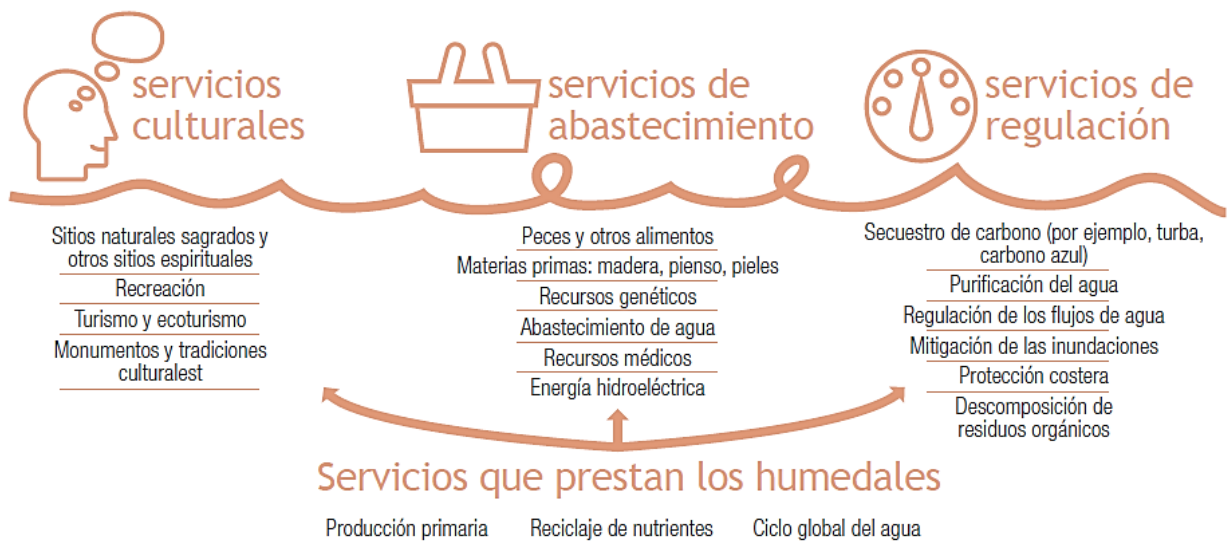 servicios
culturales
servicios de
abastecimiento
servicios de
regulación
Sitios naturales sagrados y
otros sitios espirituales
Recreación
Turismo y ecoturismo
Monumentos y tradiciones
culturalest
Peces y otros alimentos
Materias primas: madera, pienso, pieles
Recursos genéticos
Abastecimiento de agua
Recursos médicos
Energía hidroeléctrica
Secuestro de carbono (por ejemplo, turba,
carbono azul)
Purificación del agua
Regulación de los flujos de agua
Mitigación de las inundaciones
Protección costera
Descomposición de
residuos orgánicos
Servicios que prestan los humedales
Producción primaria Reciclaje de nutrientes Ciclo global del agua